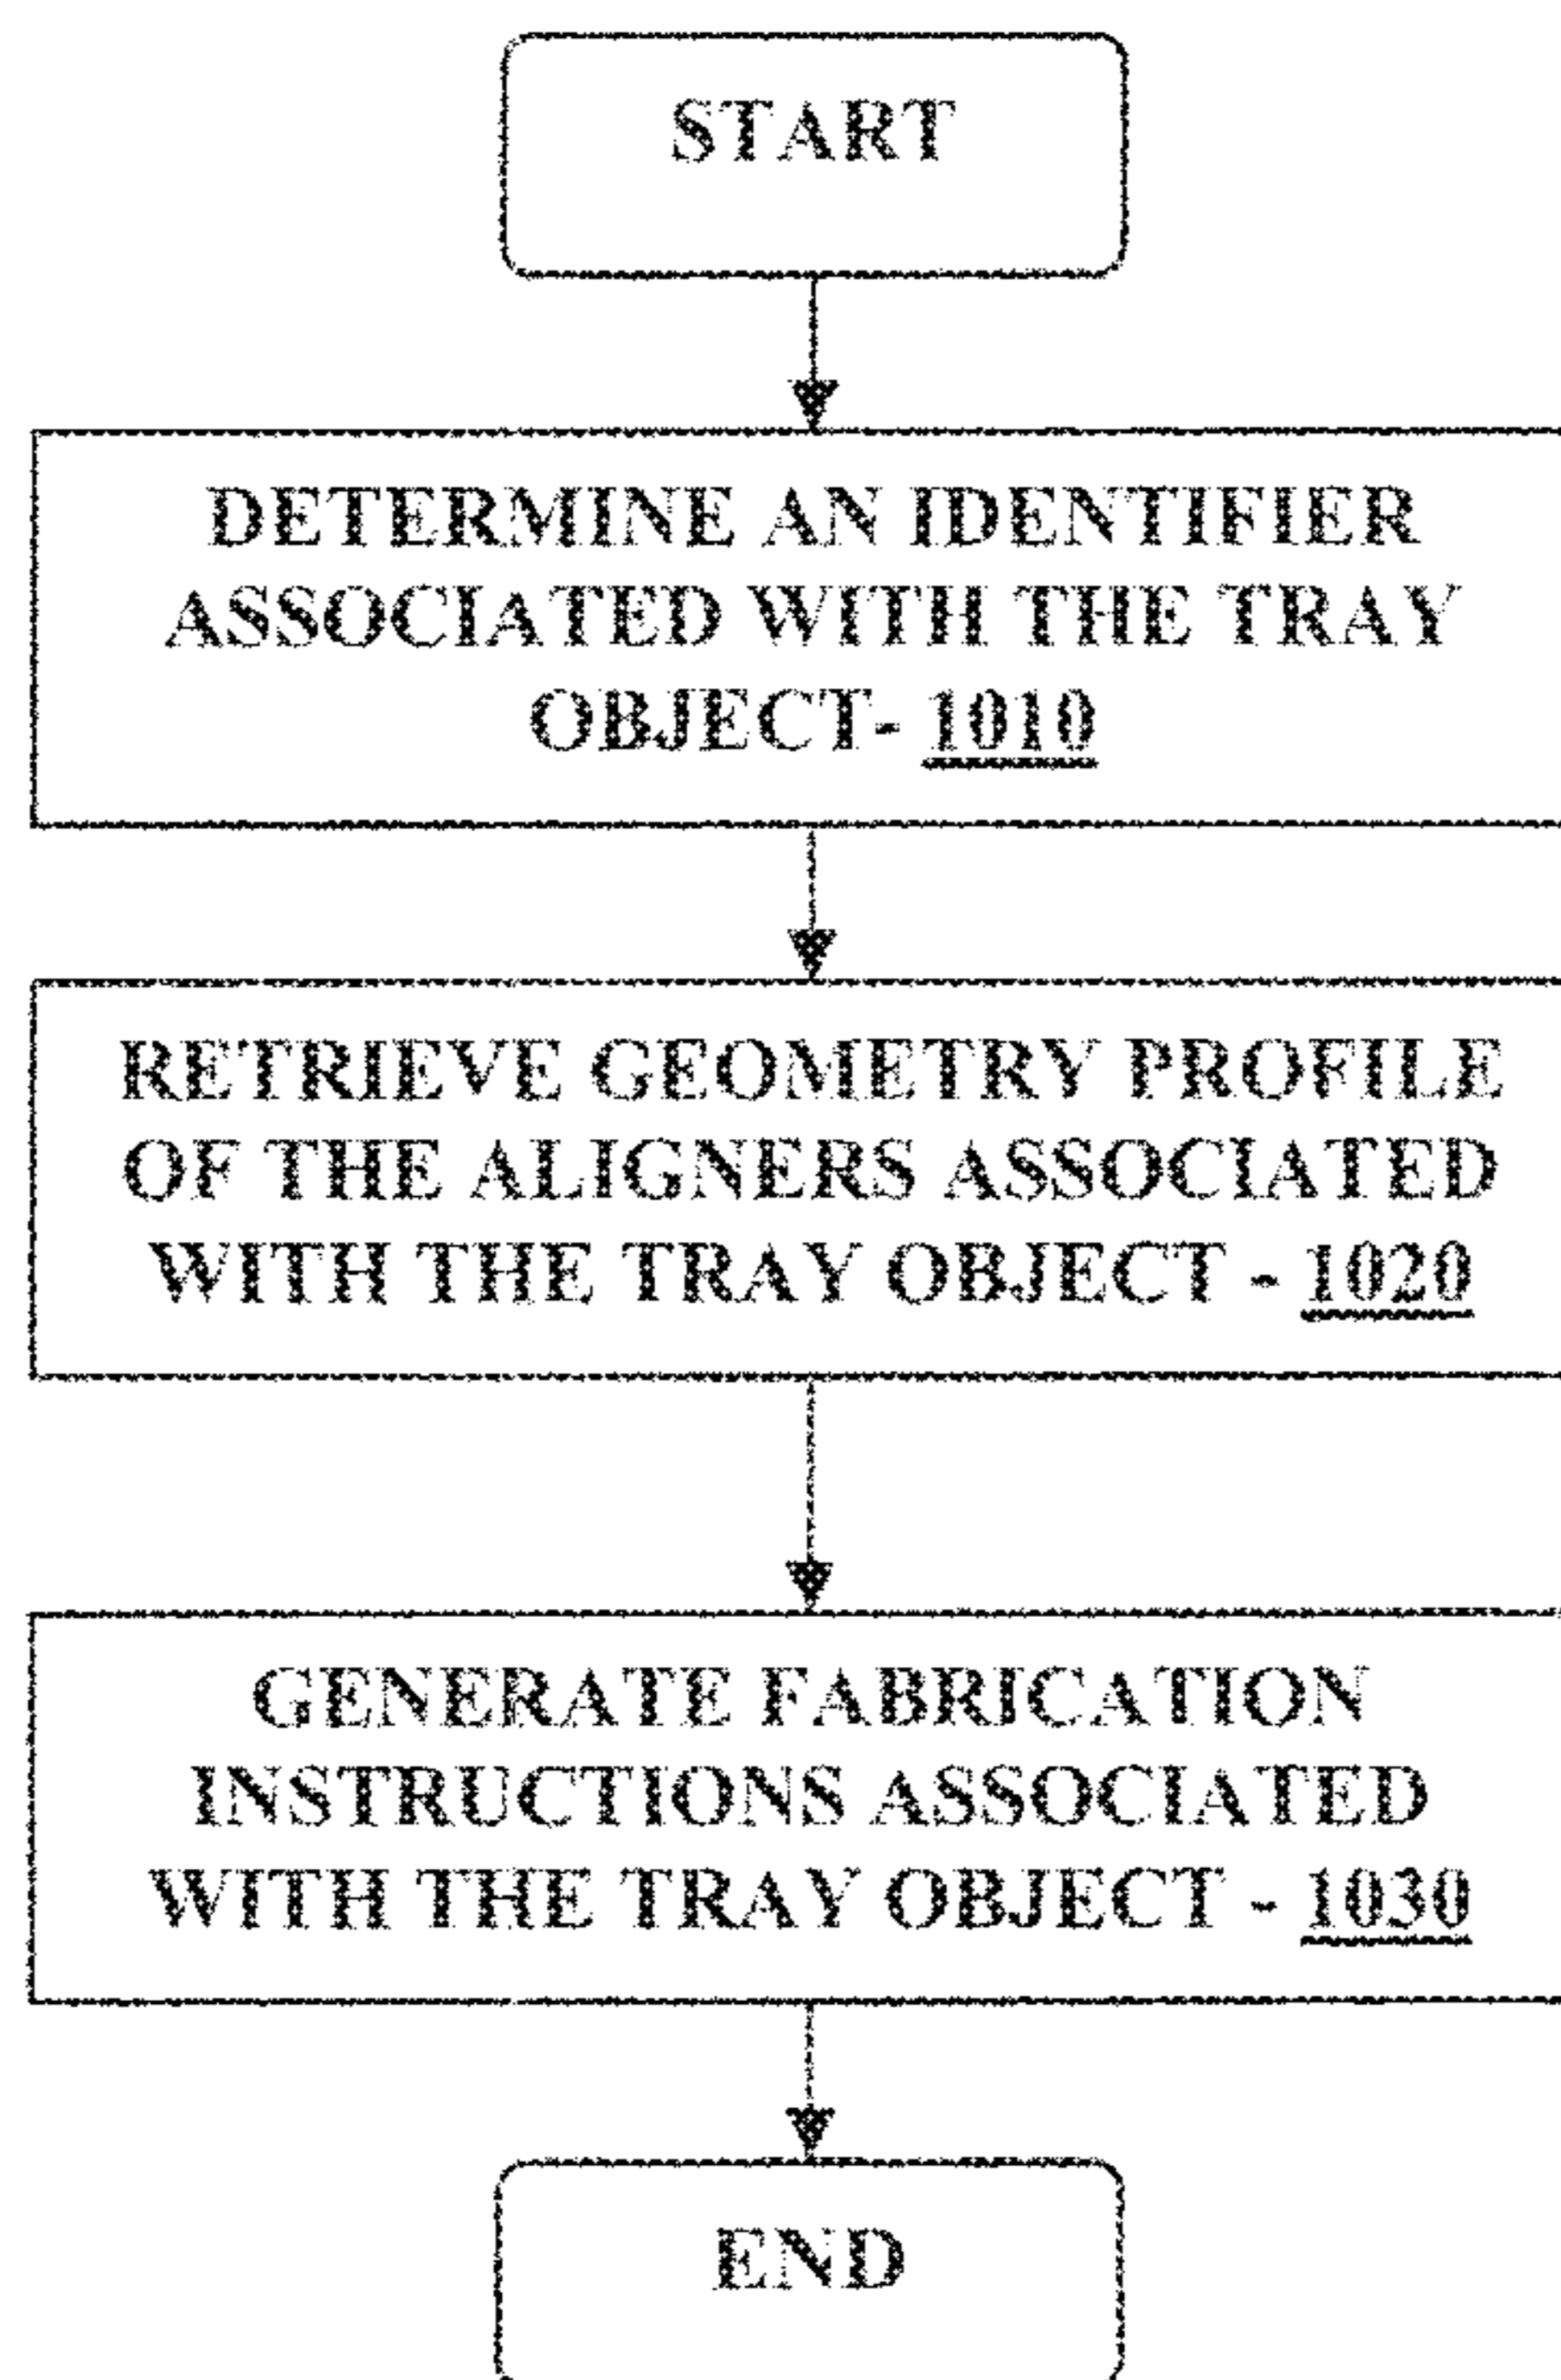 START
DETERMINE AN IDENTIFIER
ASSOCIATED WITH THE TRAY
OBJECT- 1010
RETRIEVE GEOMETRY PROFILE
OF THE ALIGNERS ASSOCIATED
WITH THE TRAY OBJECT - 1020
GENERATE FABRICATION
INSTRUCTIONS ASSOCIATED
WITH THE TRAY OBJECT - 1030
END